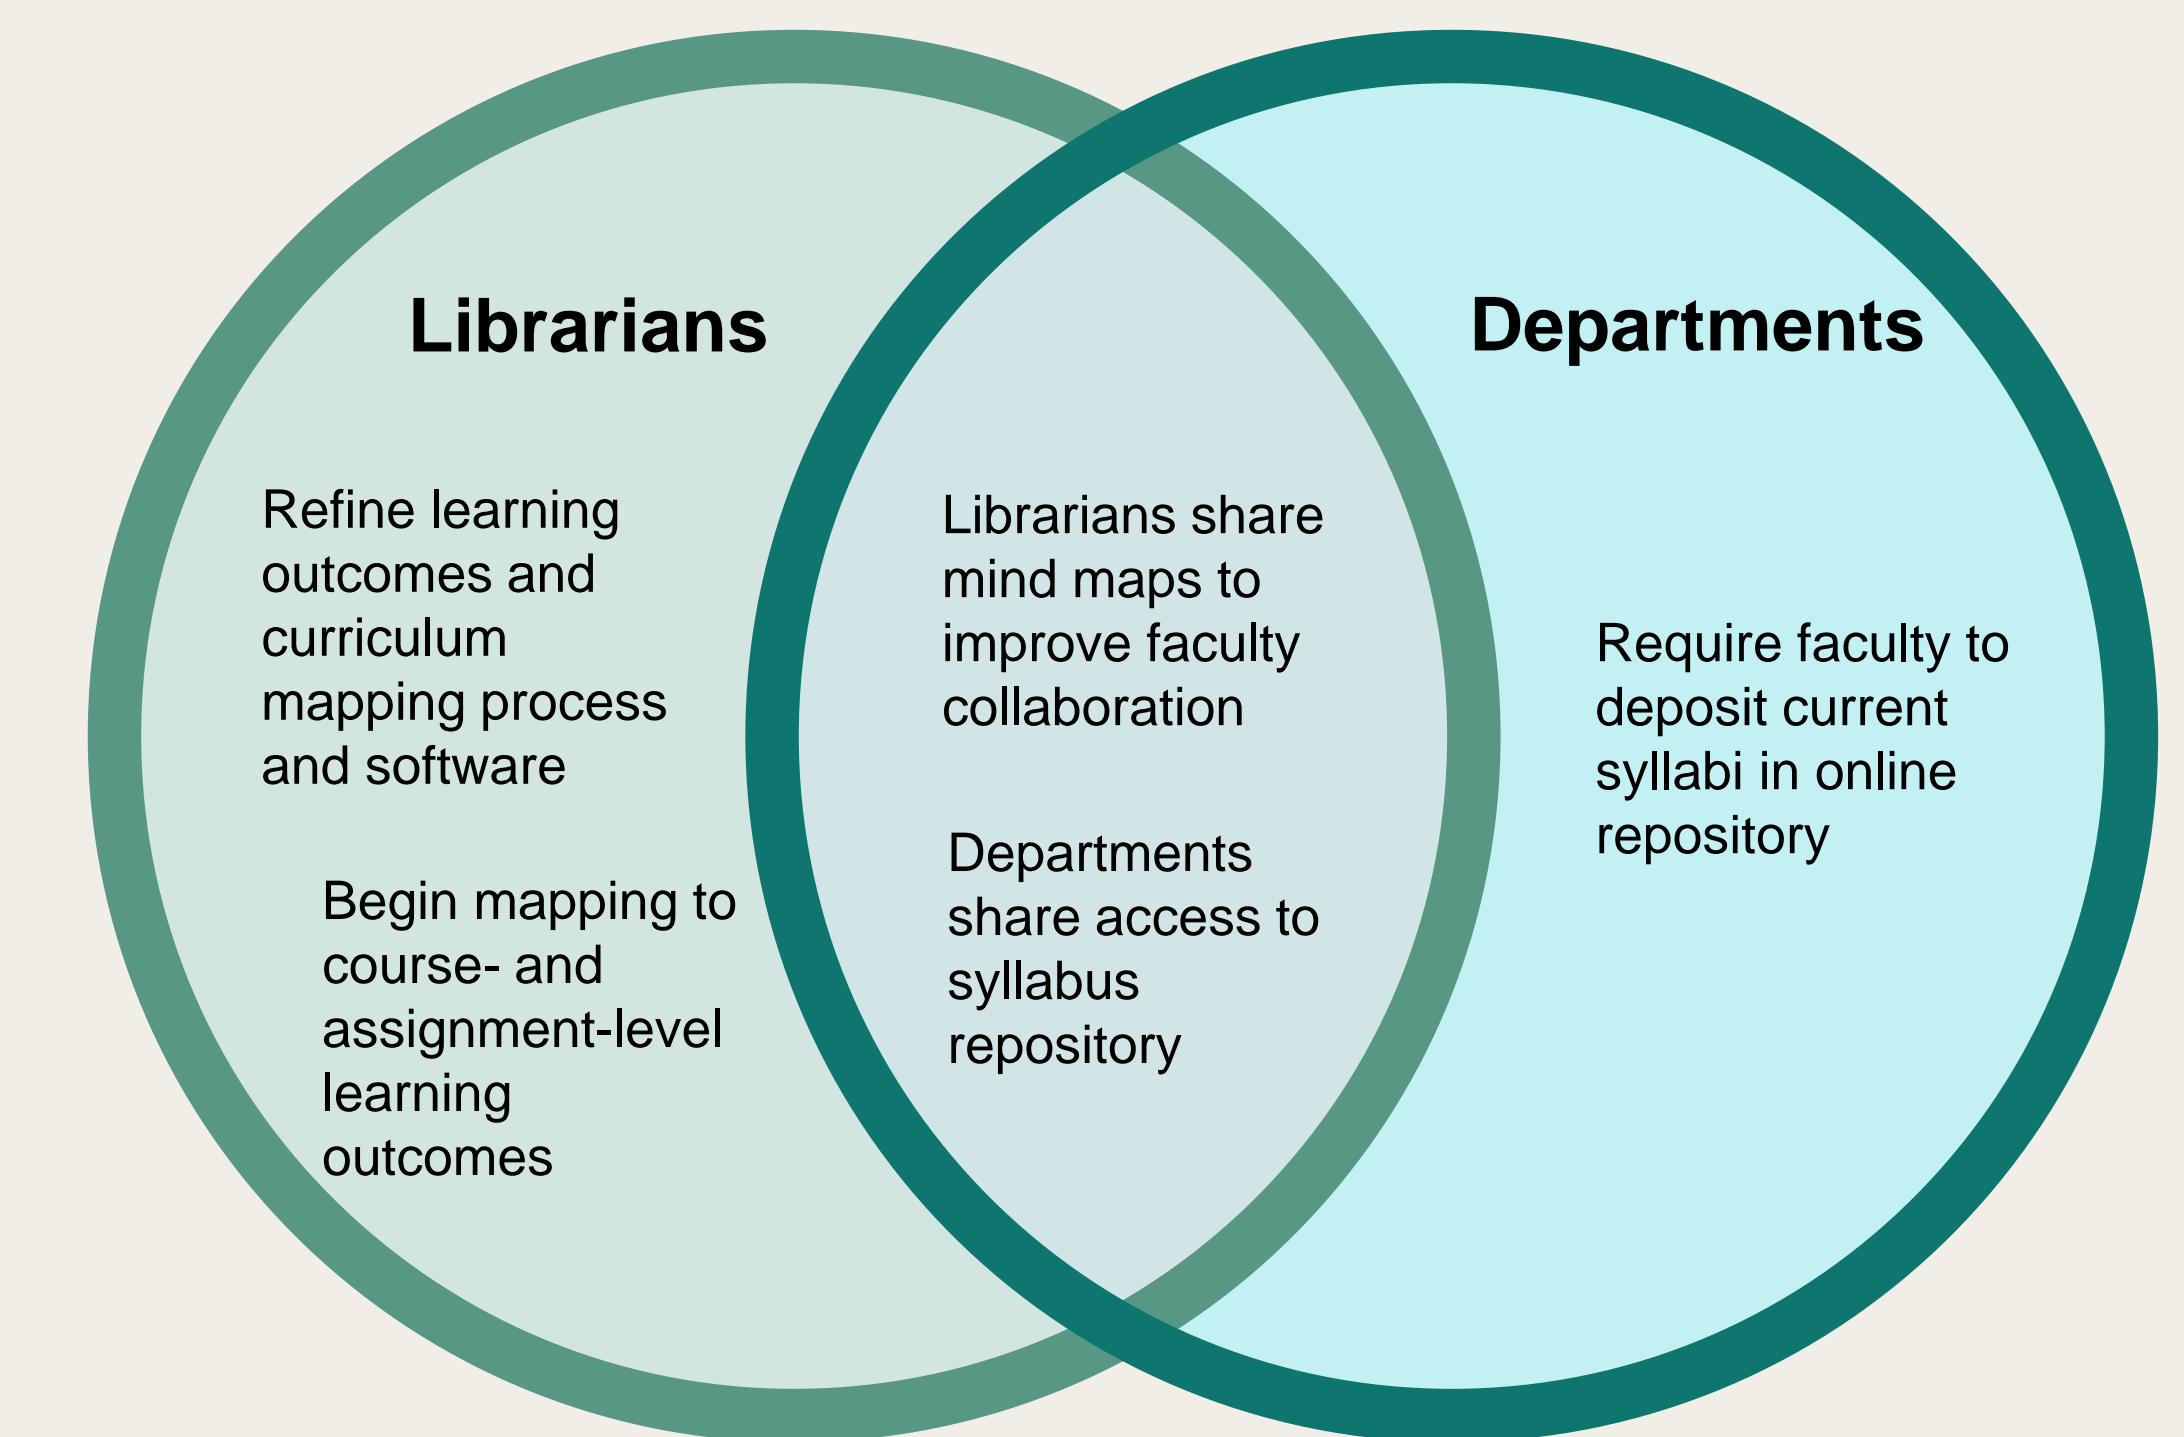 Librarians
Refine learning
outcomes and
curriculum
mapping process
and software
Begin mapping to
course- and
assignment-level
learning
outcomes
Librarians share
mind maps to
improve faculty
collaboration
Departments
share access to
syllabus
repository
Departments
Require faculty to
deposit current
syllabi in online
repository